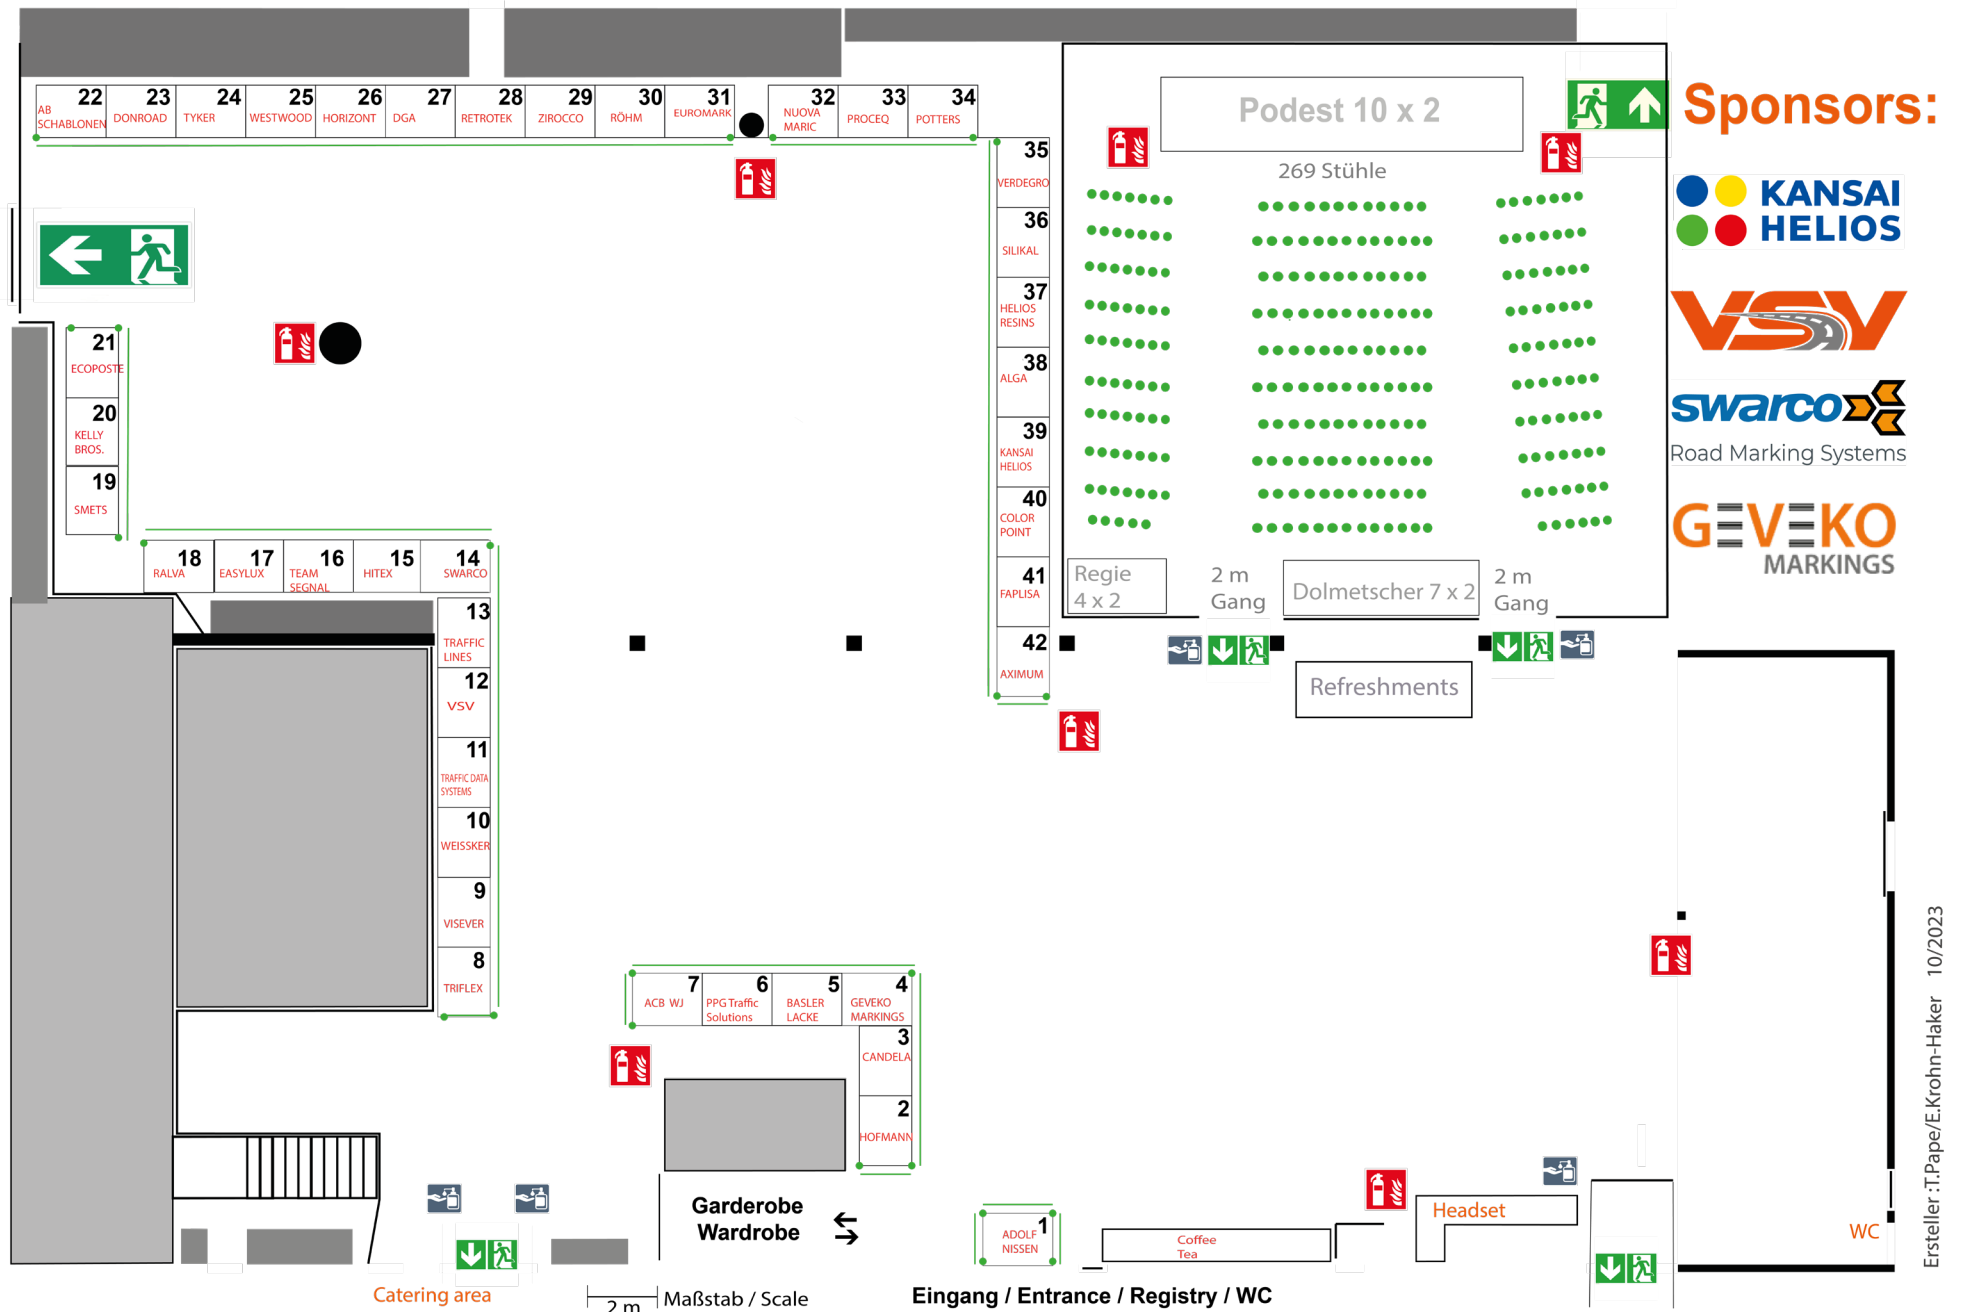 22
AB
SCHABLONEN
23
DONROAD
24
TYKER
25
WESTWOOD
26
HORIZONT
27
DGA
28
RETROTEK
29
ZIROCCO
30
RÖHM
31
EUROMARK
32
NUOVA
MARIC
33
PROCEQ
34
POTTERS
35
VERDEGRO
36
SILIKAL
37
HELIOS
RESINS
38
ALGA
39
KANSAI
HELIOS
40
COLOR
POINT
41
FAPLISA
42
AXIMUM
Podest 10 x 2
269 Stühle
Regie
4 x 2
2 m
Gang
Dolmetscher 7 x 2
2 m
Gang
Refreshments
Sponsors:
KANSAI
HELIOS
VSV
SWARCO
Road Marking Systems
GEVEKO
MARKINGS
21
ECOPOSTE
20
KELLY
BROS.
19
SMETS
18
RALVA
17
EASYLUX
16
TEAM
SEGNAL
15
HITEX
14
SWARCO
13
TRAFFIC
LINES
12
VSV
11
TRAFFIC DATA
SYSTEMS
10
WEISSKER
9
VISEVER
8
TRIFLEX
7
ACB WJ
6
PPG Traffic
Solutions
5
BASLER
LACKE
4
GEVEKO
MARKINGS
3
CANDELA
2
HOFMANN
Garderobe
Wardrobe
1
ADOLF
NISSEN
Coffee
Tea
Headset
WC
Catering area
2 m
Maßstab / Scale
Eingang / Entrance / Registry / WC
Ersteller :T.Pape/E.Krohn-Haker 10/2023